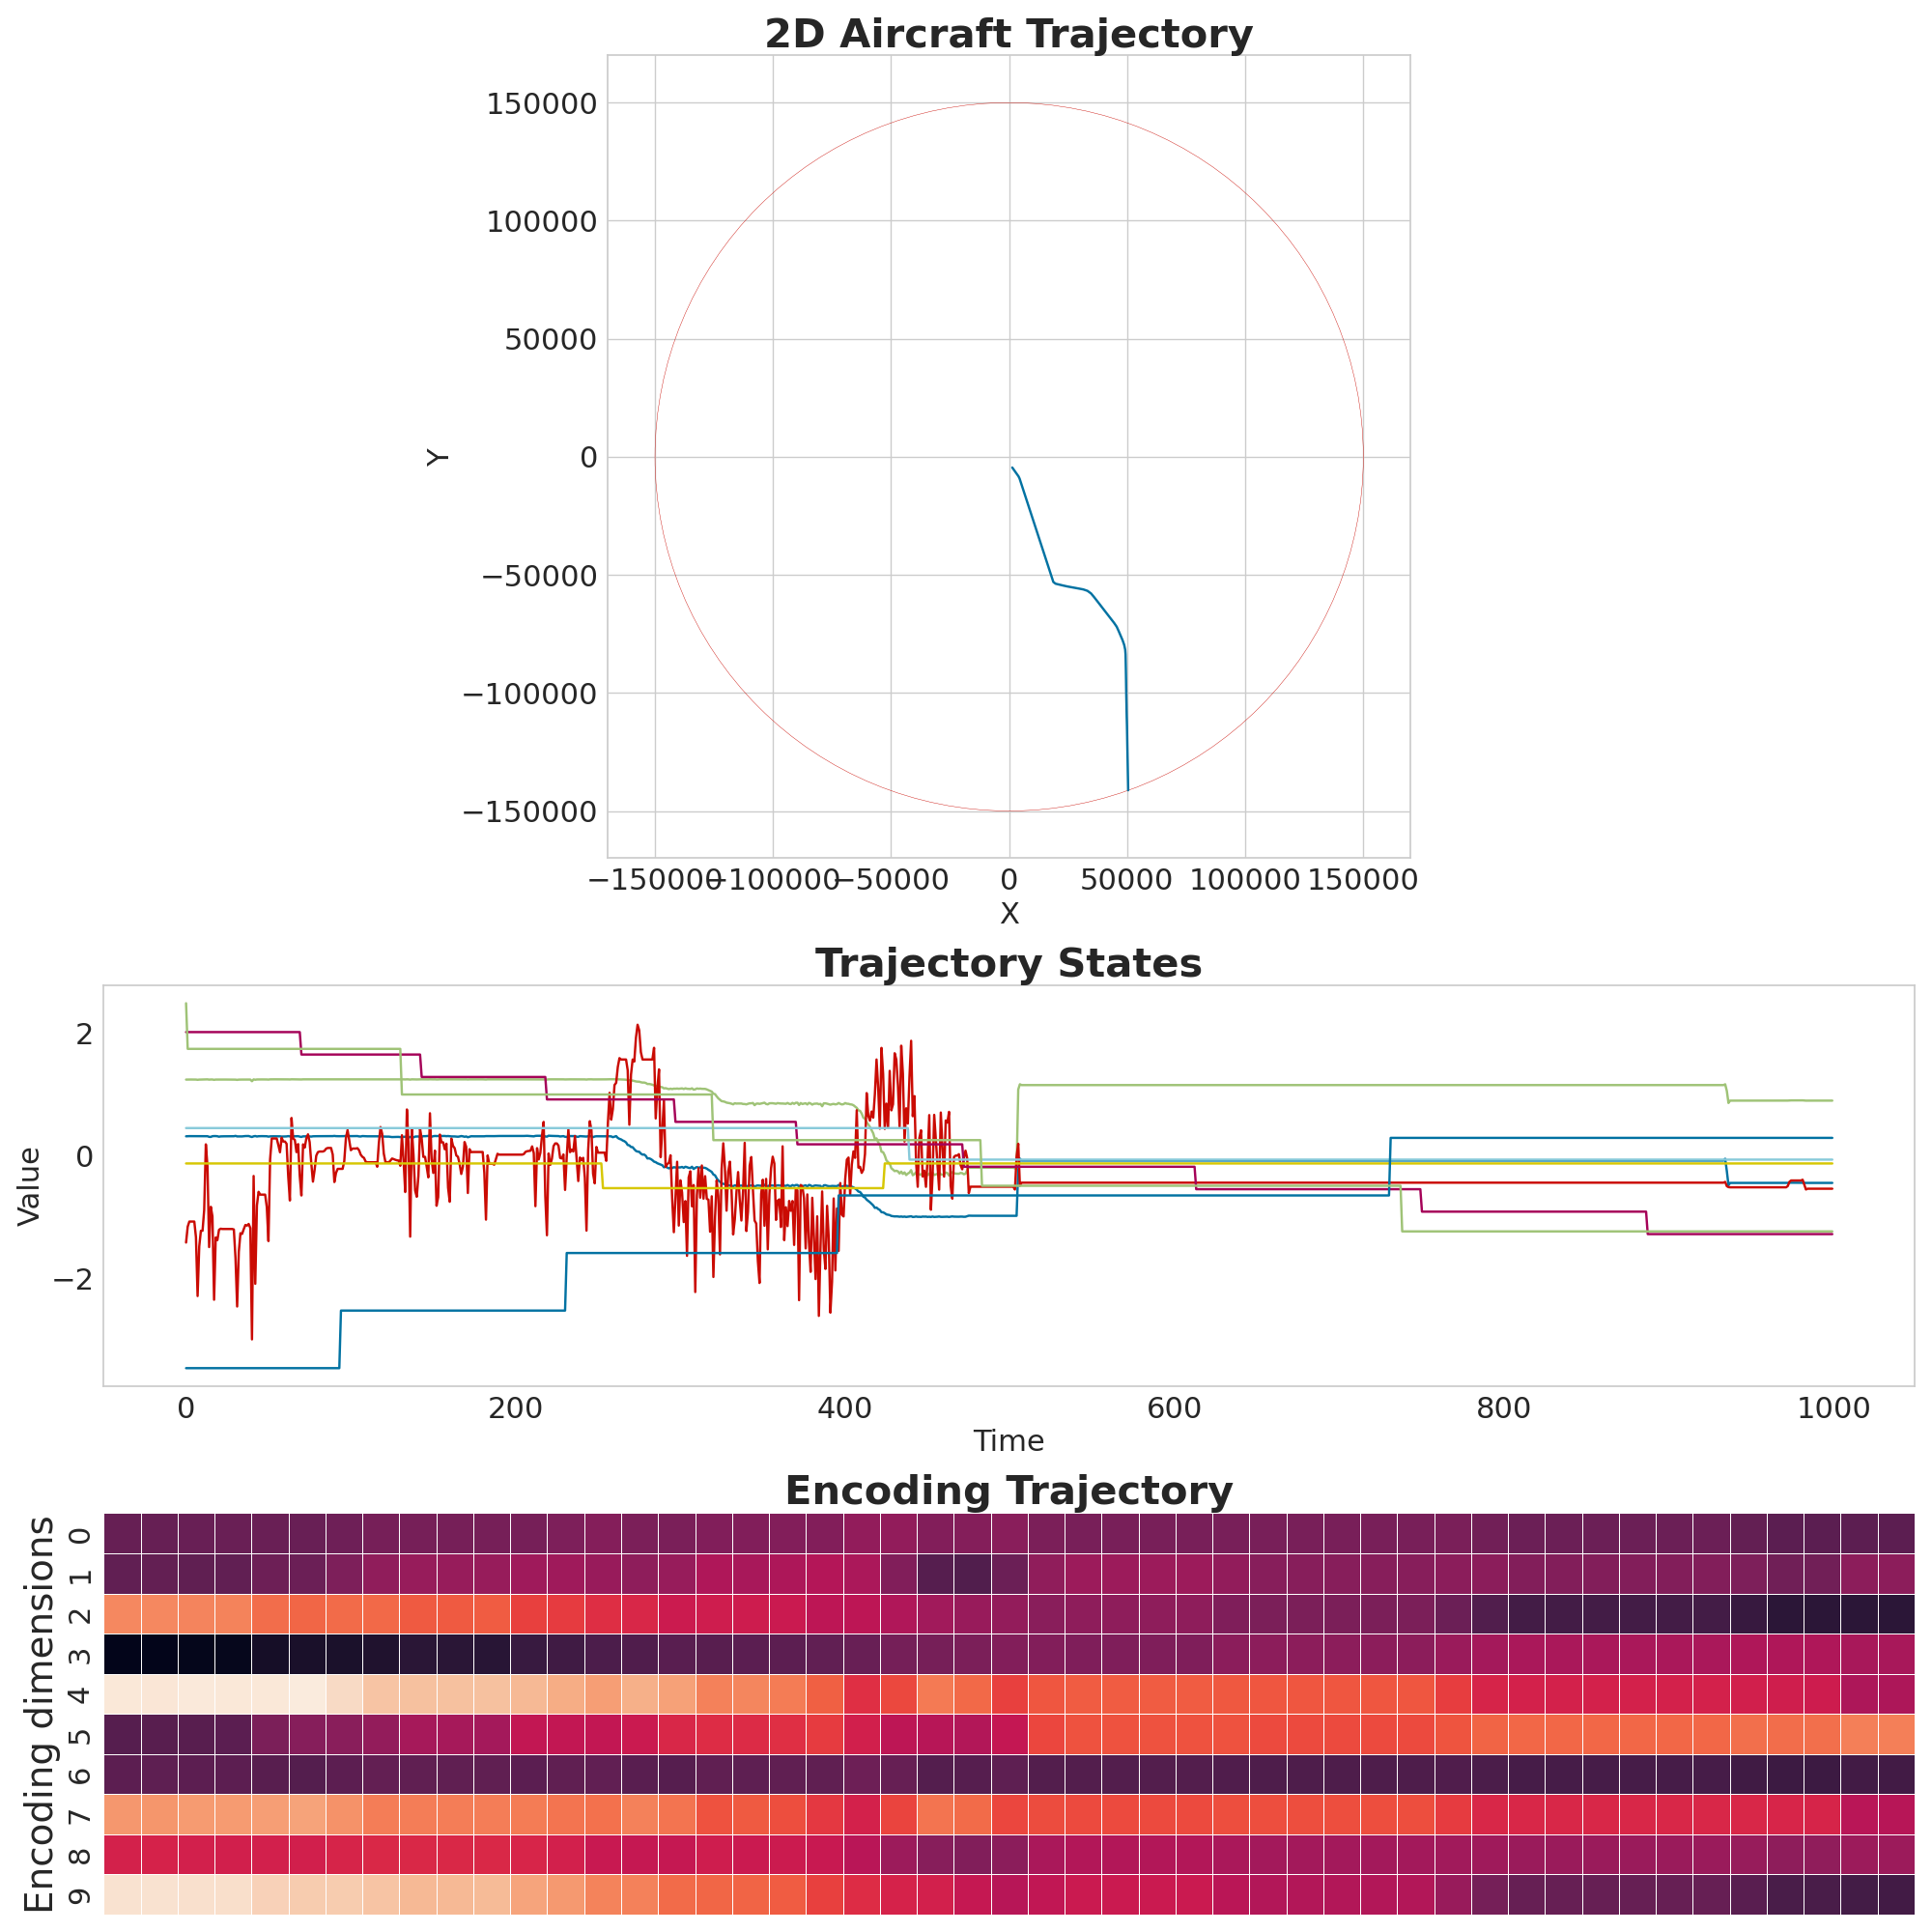 2D Aircraft Trajectory
150000
100000
50000
0
−50000
−100000
−150000
Y
−150000 −100000 −50000 0 50000 100000 150000
X
Trajectory States
2
0
−2
Value
0 200 400 600 800 1000
Time
Encoding Trajectory
0
1
2
3
4
5
6
7
8
9
Encoding dimensions